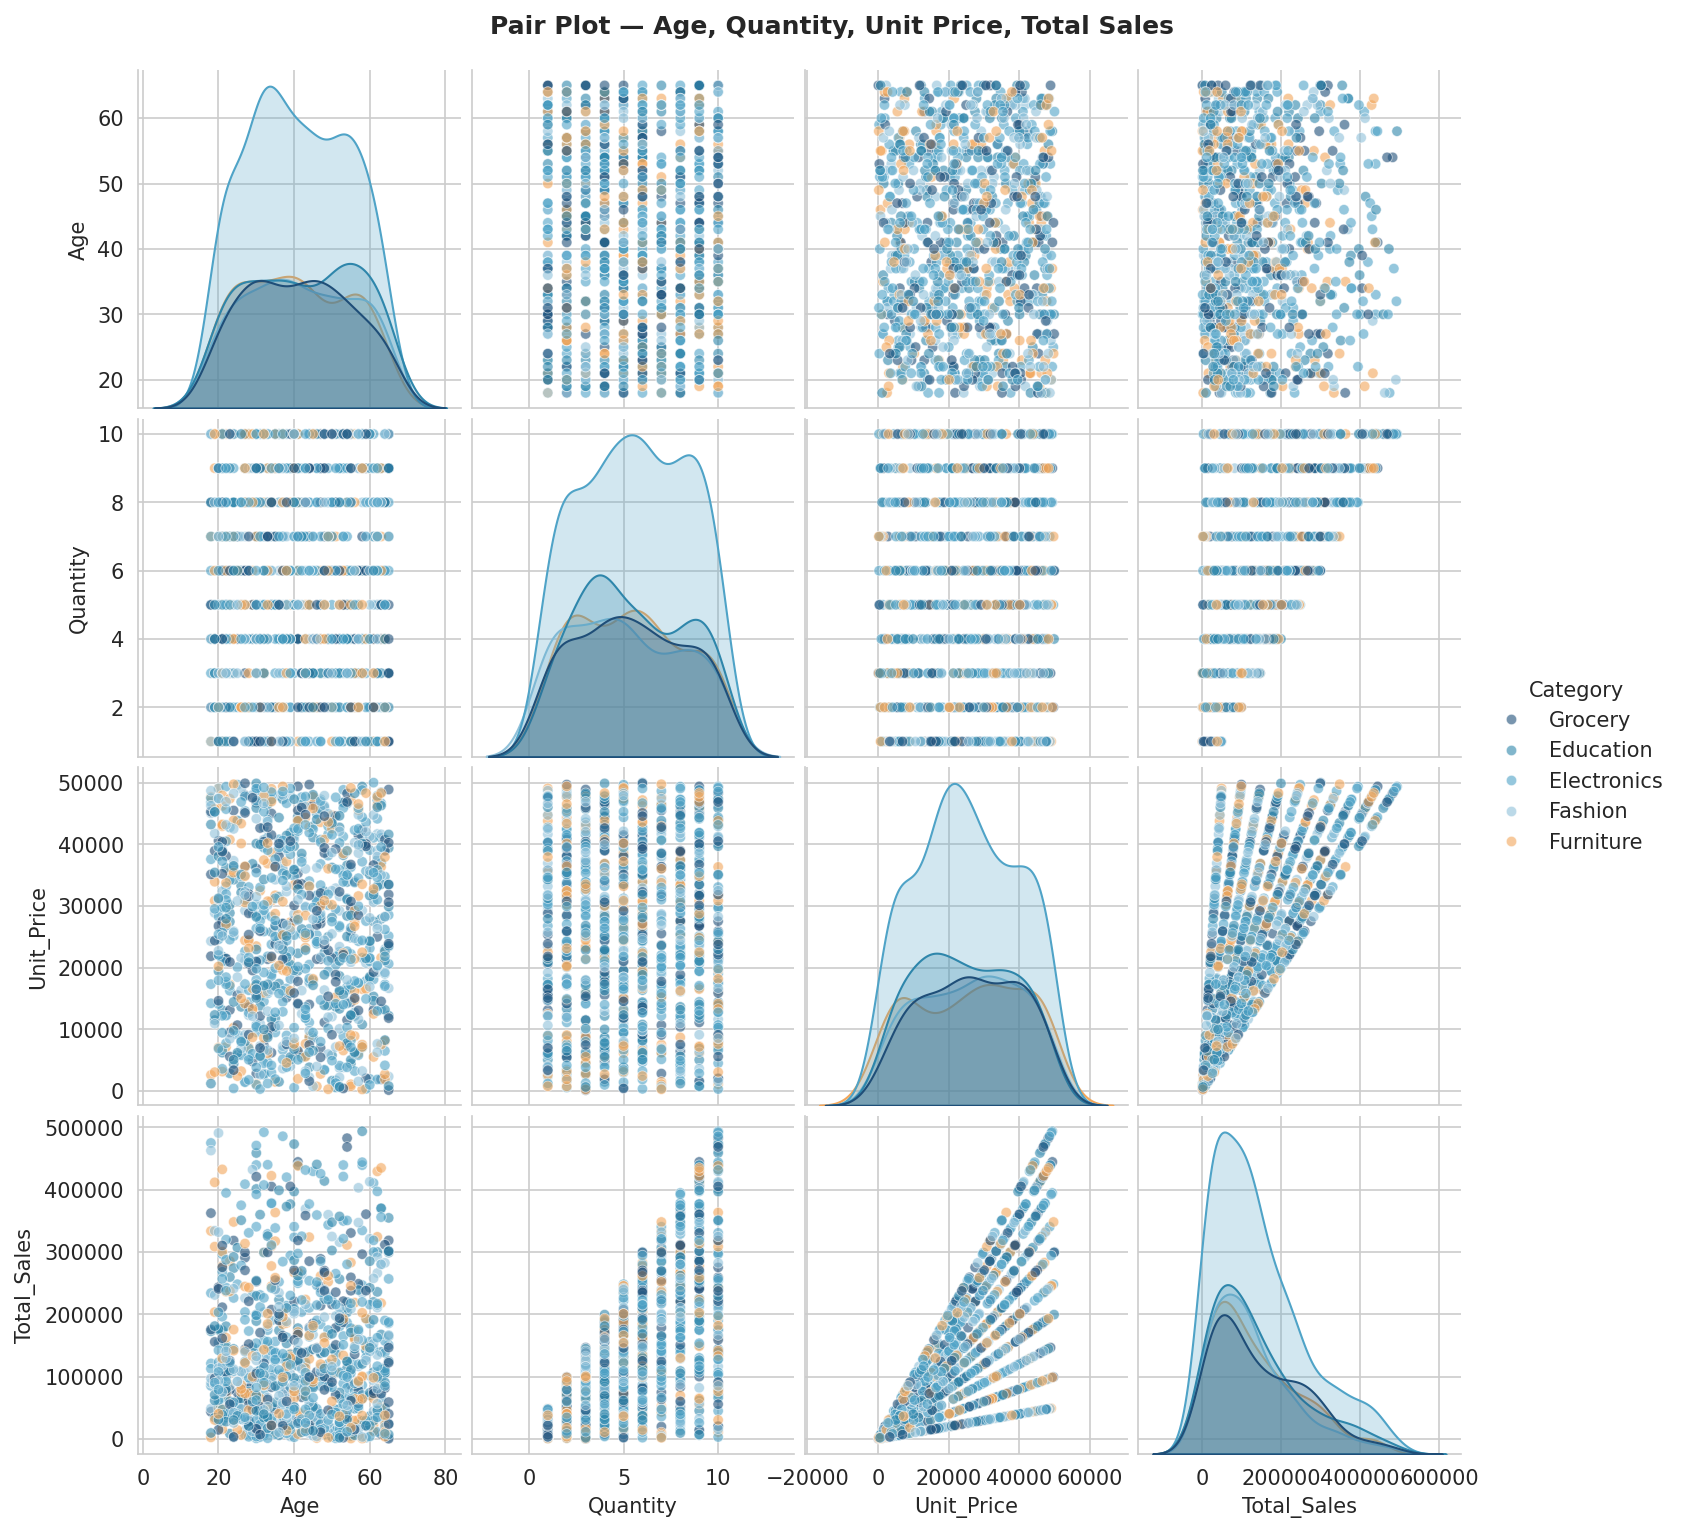 Pair Plot — Age, Quantity, Unit Price, Total Sales
60
50
40
30
20
Age
10
8
6
4
2
Quantity
50000
40000
30000
20000
10000
0
Unit_Price
500000
400000
300000
200000
100000
0
Total_Sales
0 20 40 60 80
Age
0 5 10
Quantity
−20000 0 20000 40000 60000
Unit_Price
0 200000 400000 600000
Total_Sales
Category
Grocery
Education
Electronics
Fashion
Furniture